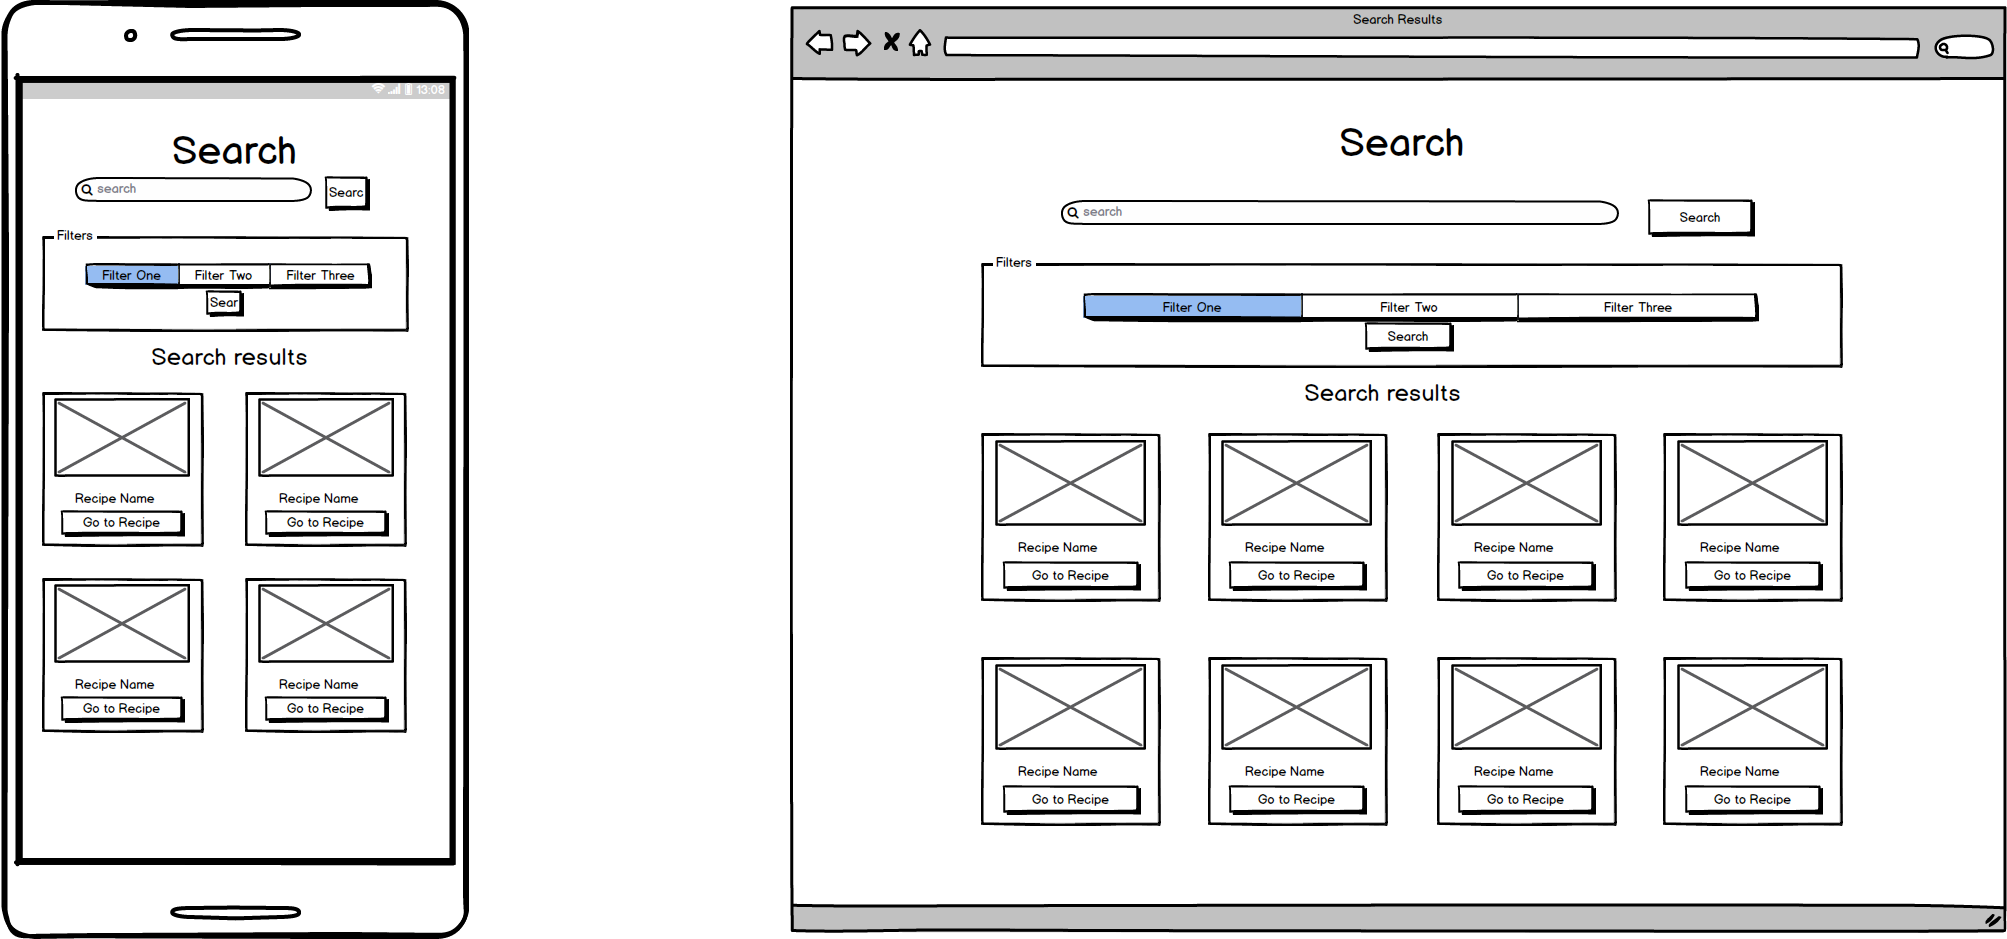 13:08
Search
search
Searc
Filters
Filter One Filter Two Filter Three
Sear
Search results
Recipe Name Recipe Name
Go to Recipe Go to Recipe
Recipe Name Recipe Name
Go to Recipe Go to Recipe
Search Results
Search
search
Search
Filters
Filter One Filter Two Filter Three
Search
Search results
Recipe Name Recipe Name Recipe Name Recipe Name
Go to Recipe Go to Recipe Go to Recipe Go to Recipe
Recipe Name Recipe Name Recipe Name Recipe Name
Go to Recipe Go to Recipe Go to Recipe Go to Recipe